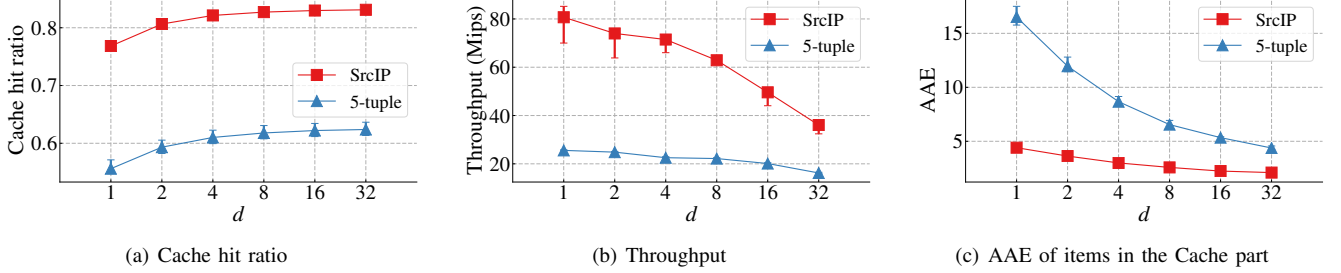 Cache hit ratio
0.8
0.7
0.6
SrcIP
5-tuple
1 2 4 8 16 32
d
(a) Cache hit ratio
Throughput (Mips)
80
60
40
20
SrcIP
5-tuple
1 2 4 8 16 32
d
(b) Throughput
AAE
15
10
5
SrcIP
5-tuple
1 2 4 8 16 32
d
(c) AAE of items in the Cache part